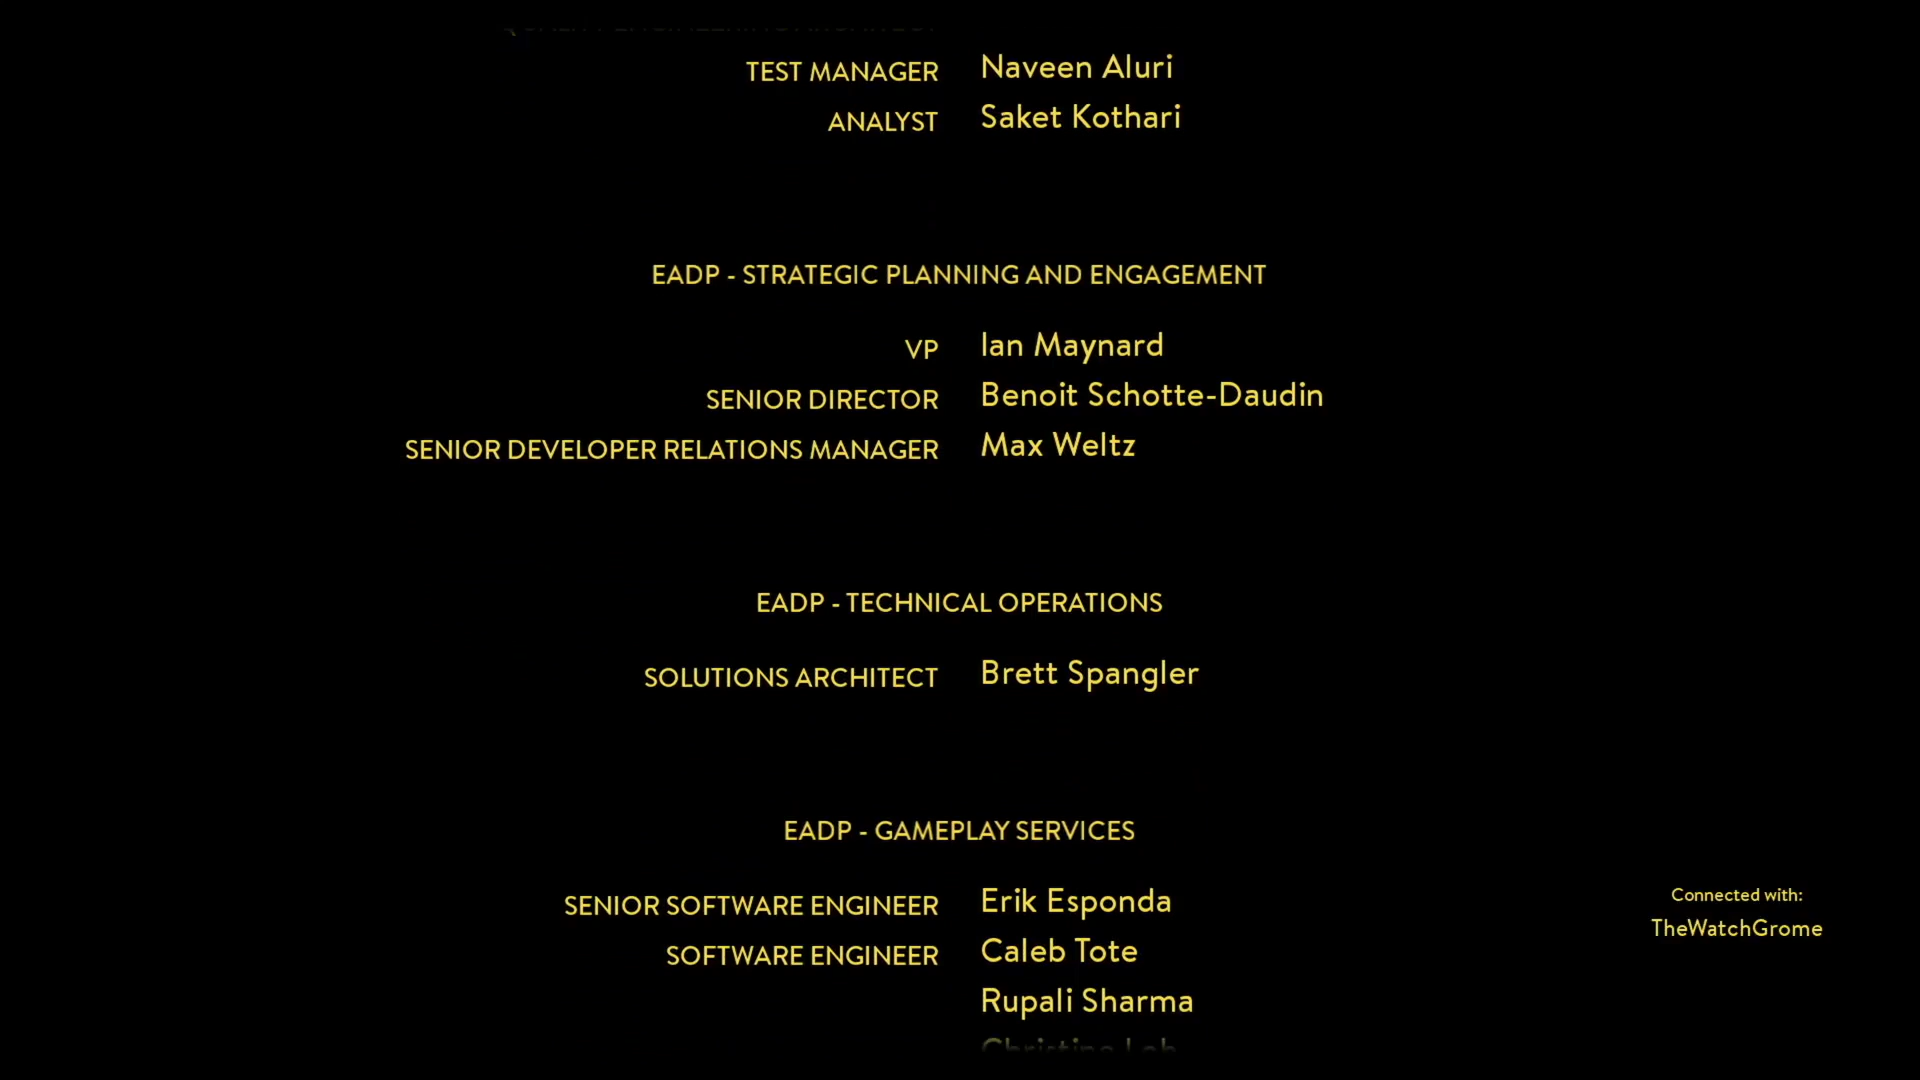 TEST MANAGER Naveen Aluri
ANALYST Saket Kothari
EADP - STRATEGIC PLANNING AND ENGAGEMENT
VP Ian Maynard
SENIOR DIRECTOR Benoit Schotte-Daudin
SENIOR DEVELOPER RELATIONS MANAGER Max Weltz
EADP - TECHNICAL OPERATIONS
SOLUTIONS ARCHITECT Brett Spangler
EADP - GAMEPLAY SERVICES
SENIOR SOFTWARE ENGINEER Erik Esponda
SOFTWARE ENGINEER Caleb Tote
Rupali Sharma
Connected with:
TheWatchGrome